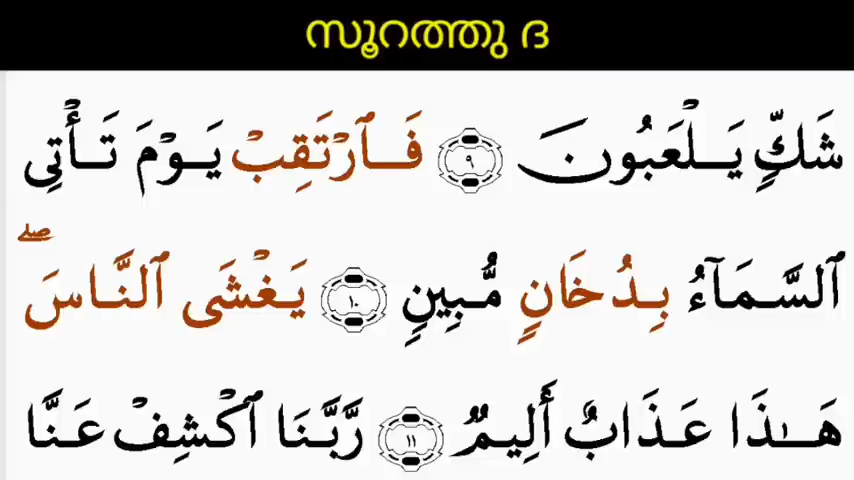 സൂറത്തു ദ
شَكٍّ يَلْعَبُونَ ٩ فَٱرْتَقِبْ يَوْمَ تَأْتِى
ٱلسَّمَآءُ بِدُخَانٍ مُّبِينٍ ١٠ يَغْشَى ٱلنَّاسَ ۖ
هَـٰذَا عَذَابٌ أَلِيمٌ ١١ رَّبَّنَا ٱكْشِفْ عَنَّا